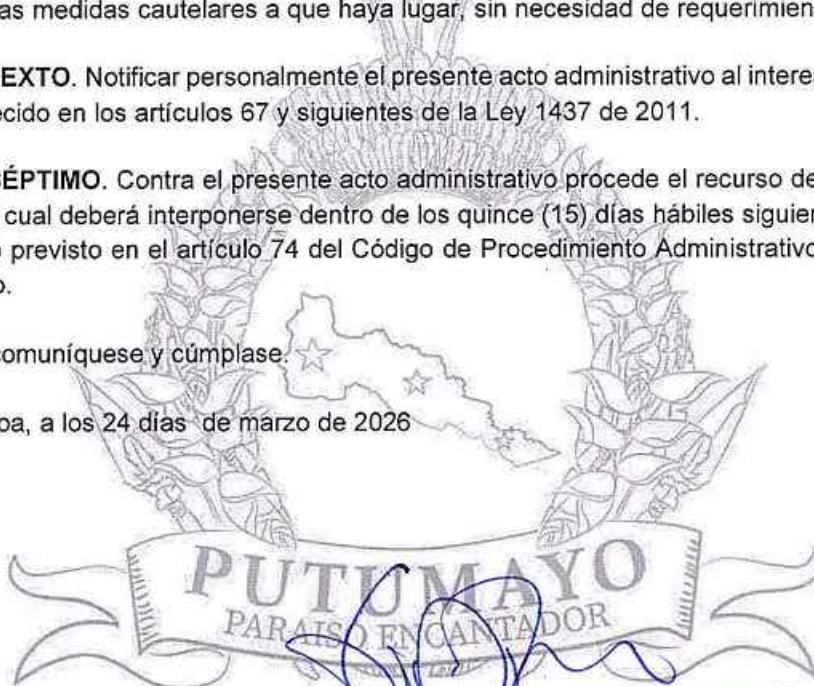 as medidas cautelares a que haya lugar, sin necesidad de requerimien
EXTO. Notificar personalmente el presente acto administrativo al intere
ecido en los artículos 67 y siguientes de la Ley 1437 de 2011.
SÉPTIMO. Contra el presente acto administrativo procede el recurso de
cual deberá interponerse dentro de los quince (15) días hábiles siguien
previsto en el artículo 74 del Código de Procedimiento Administrativo
o.
comuníquese y cúmplase.
oa, a los 24 días de marzo de 2026
PUTUMAYO
PARAISO ENCANTADOR